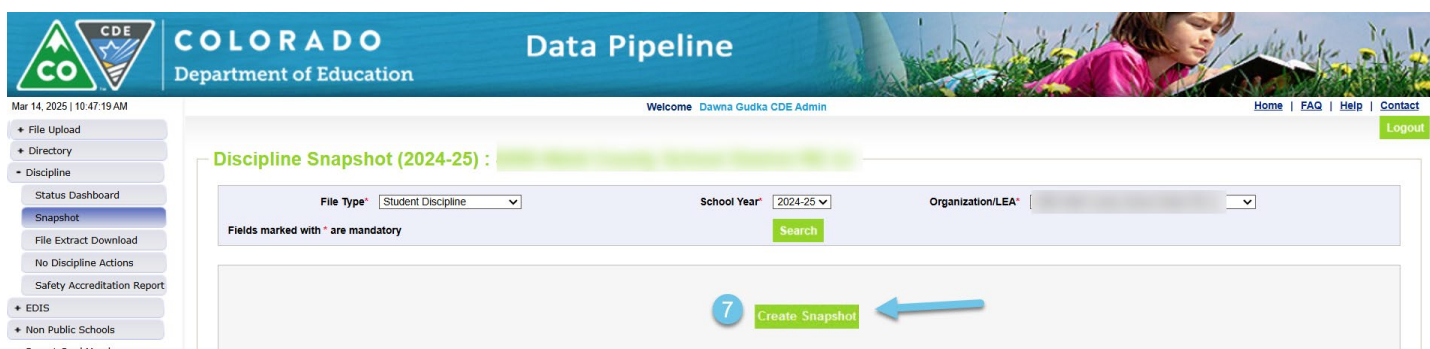 CDE
CO
COLORADO
Department of Education
Data Pipeline
Mar 14, 2025 | 10:47:19 AM
Welcome Dawna Gudka CDE Admin
Home | FAQ | Help | Contact
Logout
+ File Upload
+ Directory
- Discipline
Status Dashboard
Snapshot
File Extract Download
No Discipline Actions
Safety Accreditation Report
+ EDIS
+ Non Public Schools
Discipline Snapshot (2024-25) :
File Type* Student Discipline
School Year* 2024-25
Organization/LEA*
Fields marked with * are mandatory
Search
7 Create Snapshot